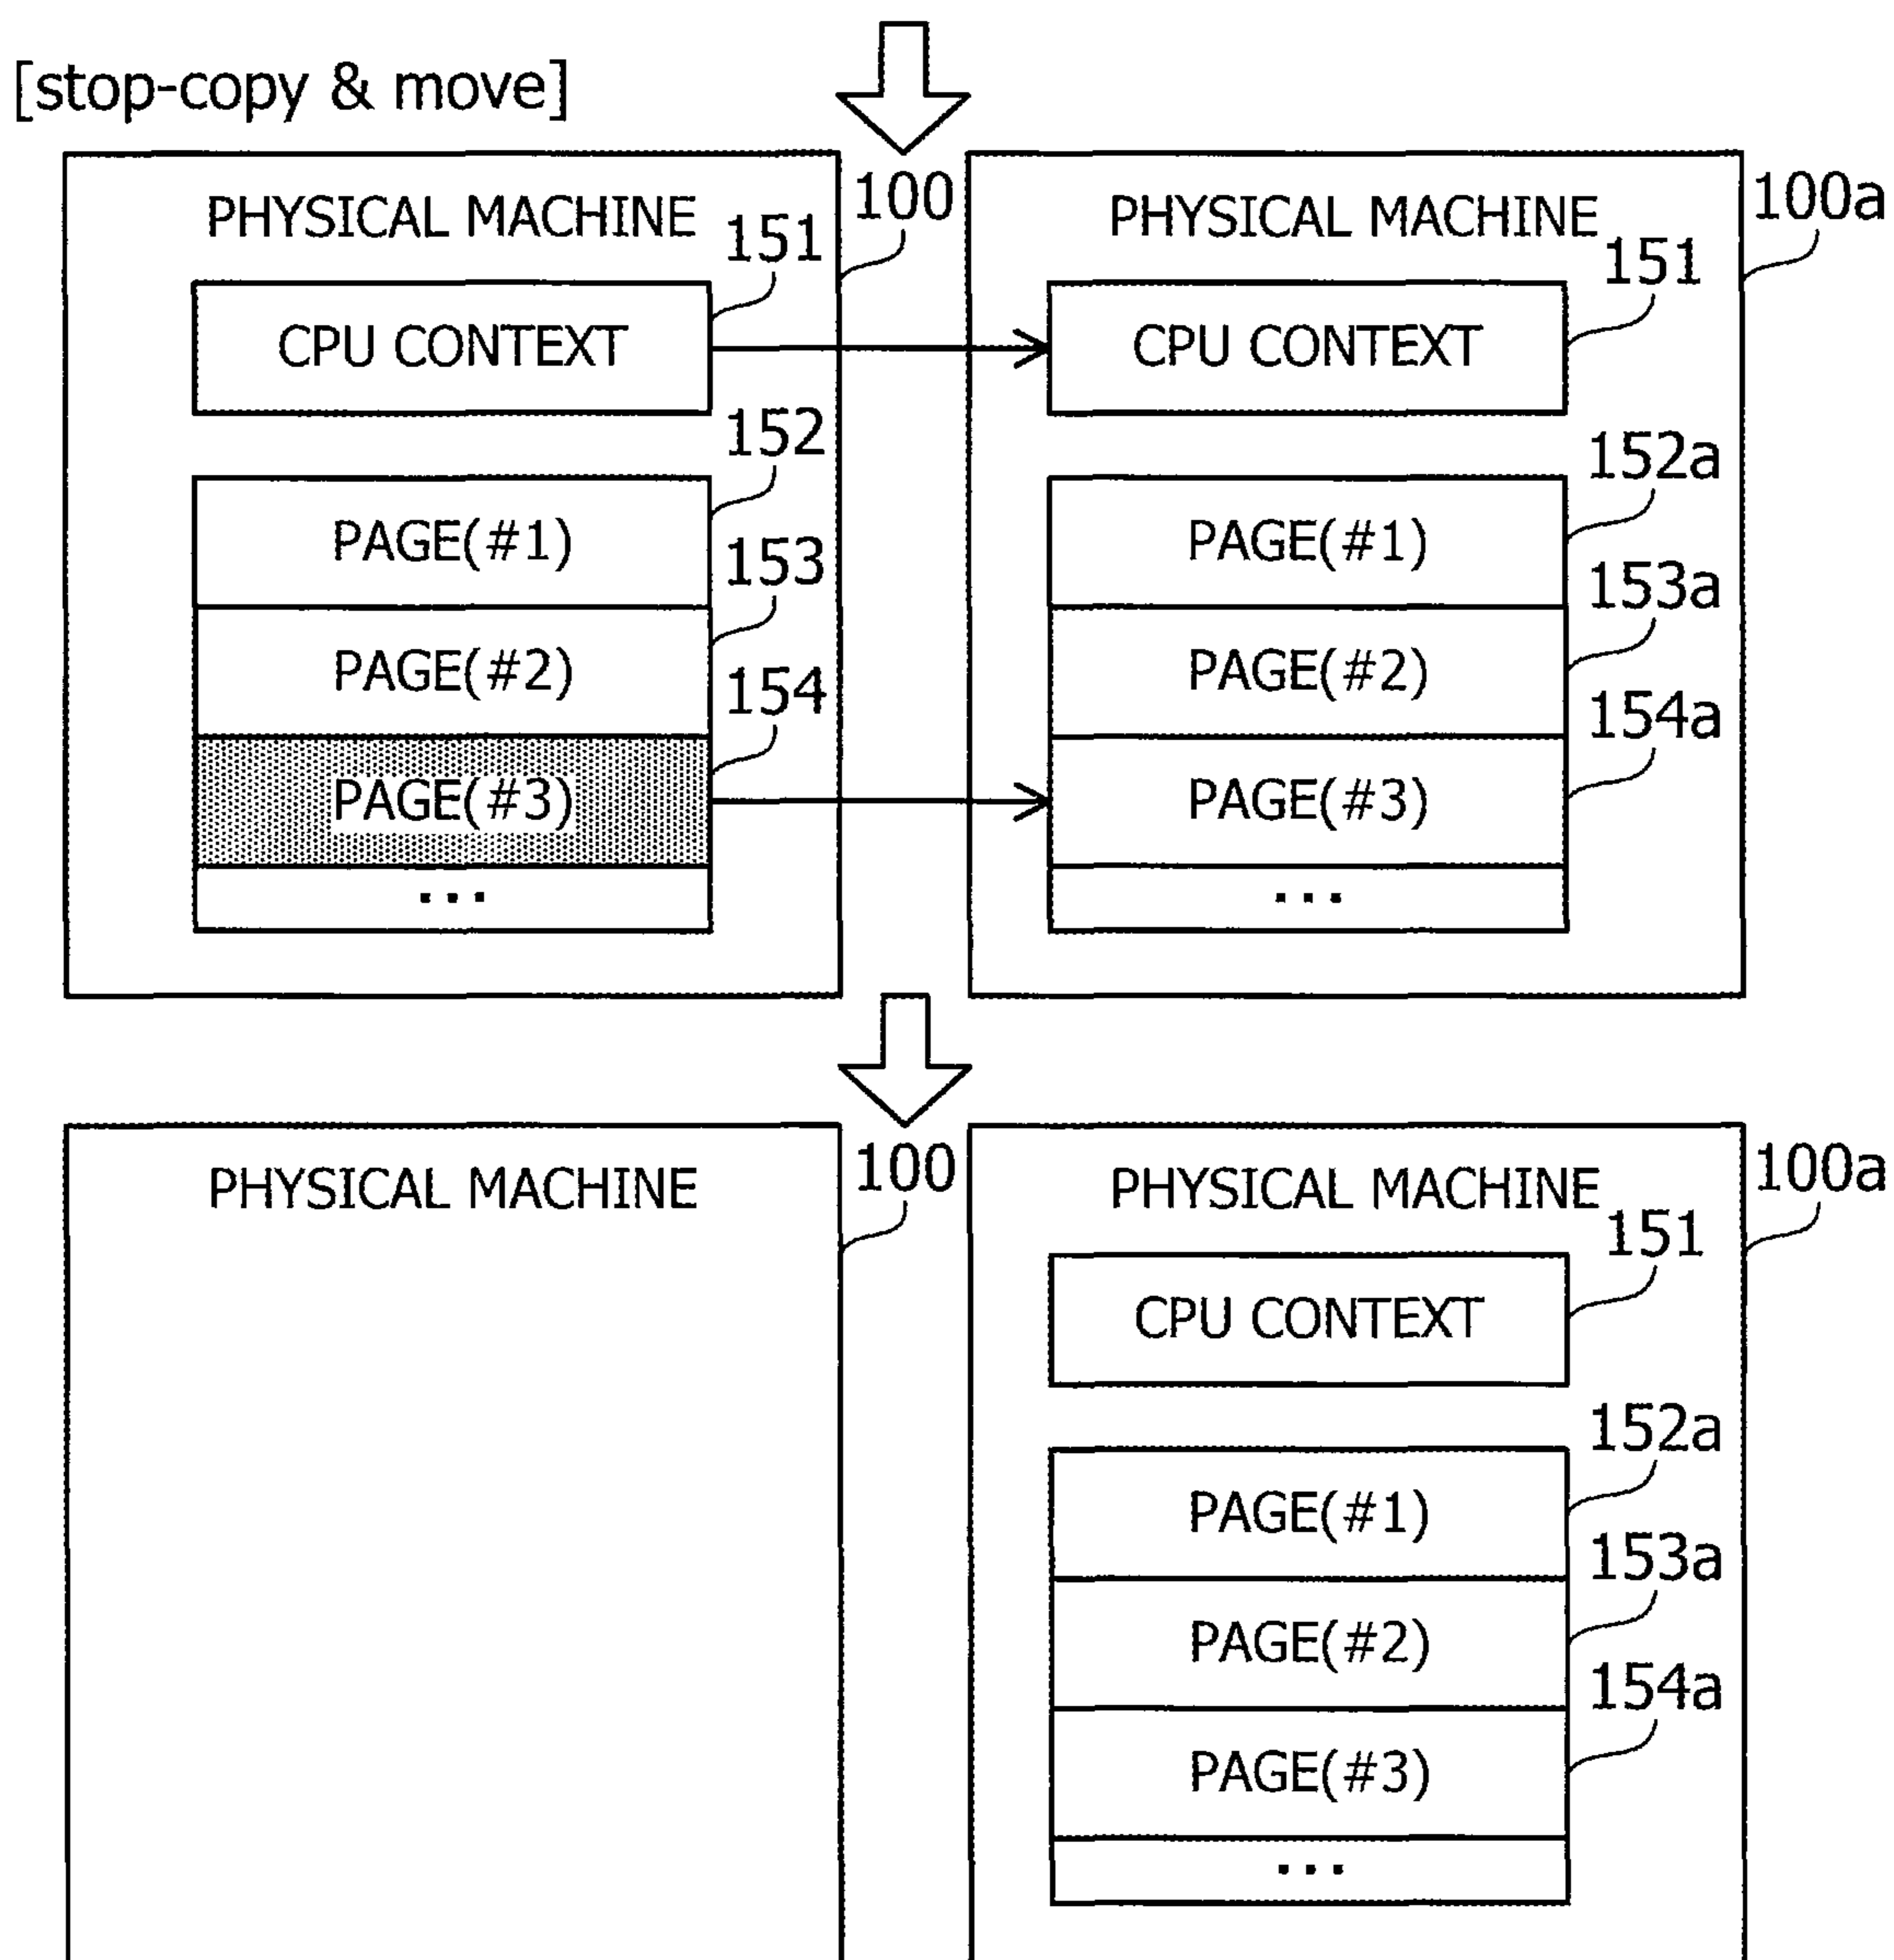 [stop-copy & move]
PHYSICAL MACHINE
100
151
CPU CONTEXT
152
PAGE(#1)
153
PAGE(#2)
154
PAGE(#3)
...
PHYSICAL MACHINE
100a
151
CPU CONTEXT
152a
PAGE(#1)
153a
PAGE(#2)
154a
PAGE(#3)
...
PHYSICAL MACHINE
100
PHYSICAL MACHINE
100a
151
CPU CONTEXT
152a
PAGE(#1)
153a
PAGE(#2)
154a
PAGE(#3)
...